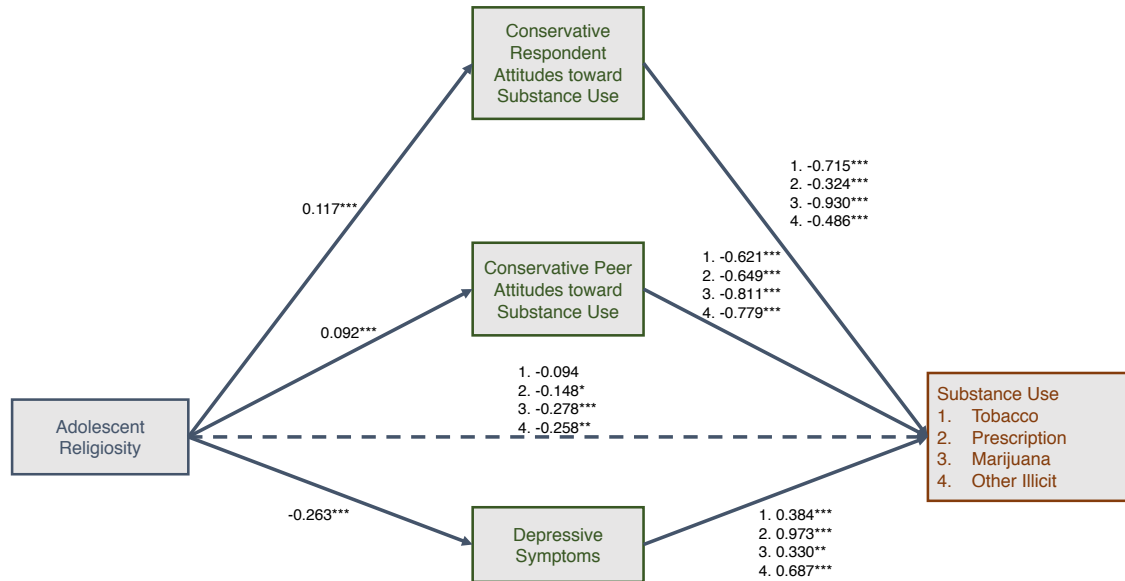 Conservative
Respondent
Attitudes toward
Substance Use
0.117***
1. -0.715***
2. -0.324***
3. -0.930***
4. -0.486***
Conservative Peer
Attitudes toward
Substance Use
0.092***
1. -0.621***
2. -0.649***
3. -0.811***
4. -0.779***
1. -0.094
2. -0.148*
3. -0.278***
4. -0.258**
Adolescent
Religiosity
Substance Use
1. Tobacco
2. Prescription
3. Marijuana
4. Other Illicit
-0.263***
Depressive
Symptoms
1. 0.384***
2. 0.973***
3. 0.330**
4. 0.687***